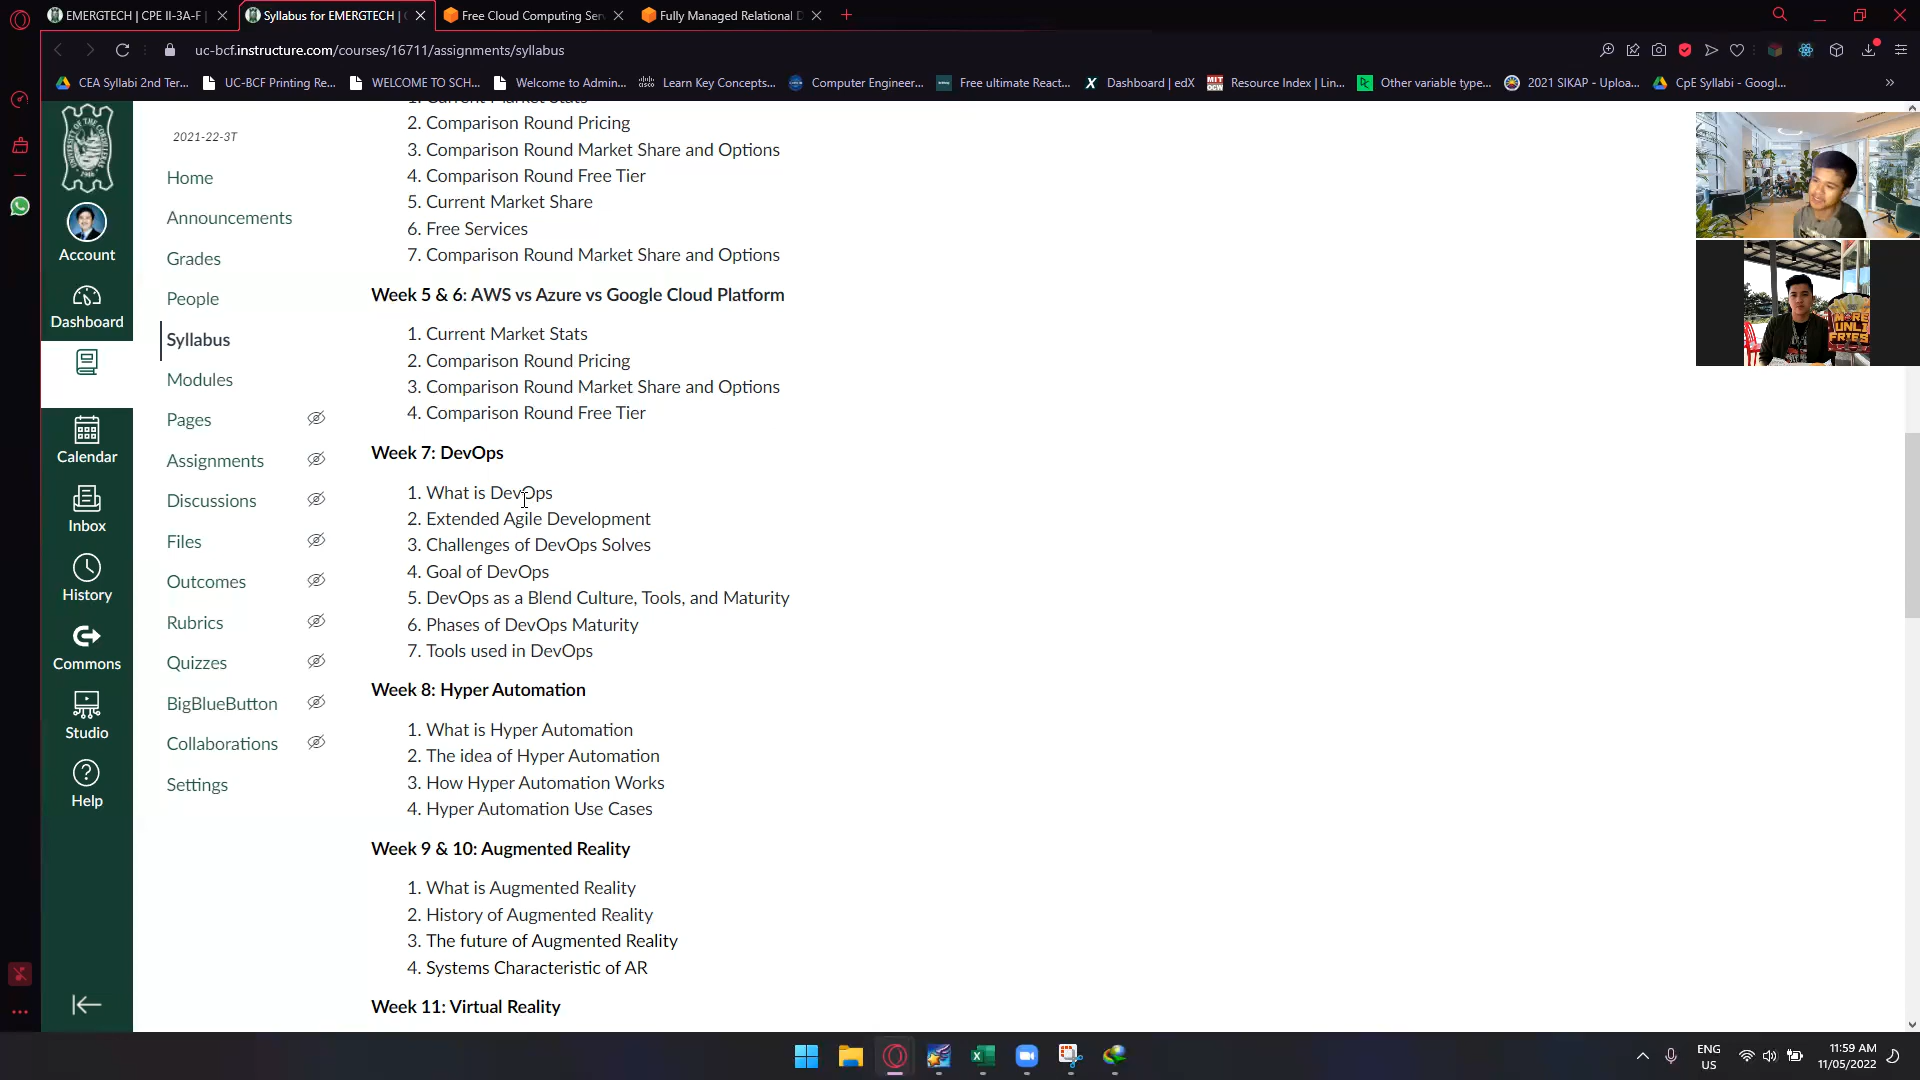 EMERGTECH | CPE II-3A-F |
Syllabus for EMERGTECH |
Free Cloud Computing Ser
Fully Managed Relational D
uc-bcf.instructure.com/courses/16711/assignments/syllabus
CEA Syllabi 2nd Ter...
UC-BCF Printing Re...
WELCOME TO SCH...
Welcome to Admin...
Learn Key Concepts...
Computer Engineer...
Free ultimate React...
Dashboard | edX
Resource Index | Lin...
Other variable type...
2021 SIKAP - Uploa...
CpE Syllabi - Googl...
Account
Dashboard
Calendar
Inbox
History
Commons
Studio
Help
2021-22-3T
Home
Announcements
Grades
People
Syllabus
Modules
Pages
Assignments
Discussions
Files
Outcomes
Rubrics
Quizzes
BigBlueButton
Collaborations
Settings
1. Current Market Stats
2. Comparison Round Pricing
3. Comparison Round Market Share and Options
4. Comparison Round Free Tier
5. Current Market Share
6. Free Services
7. Comparison Round Market Share and Options
Week 5 & 6: AWS vs Azure vs Google Cloud Platform
1. Current Market Stats
2. Comparison Round Pricing
3. Comparison Round Market Share and Options
4. Comparison Round Free Tier
Week 7: DevOps
1. What is DevOps
2. Extended Agile Development
3. Challenges of DevOps Solves
4. Goal of DevOps
5. DevOps as a Blend Culture, Tools, and Maturity
6. Phases of DevOps Maturity
7. Tools used in DevOps
Week 8: Hyper Automation
1. What is Hyper Automation
2. The idea of Hyper Automation
3. How Hyper Automation Works
4. Hyper Automation Use Cases
Week 9 & 10: Augmented Reality
1. What is Augmented Reality
2. History of Augmented Reality
3. The future of Augmented Reality
4. Systems Characteristic of AR
Week 11: Virtual Reality
MORE
UNLI
FRIES
ENG
US
11:59 AM
11/05/2022